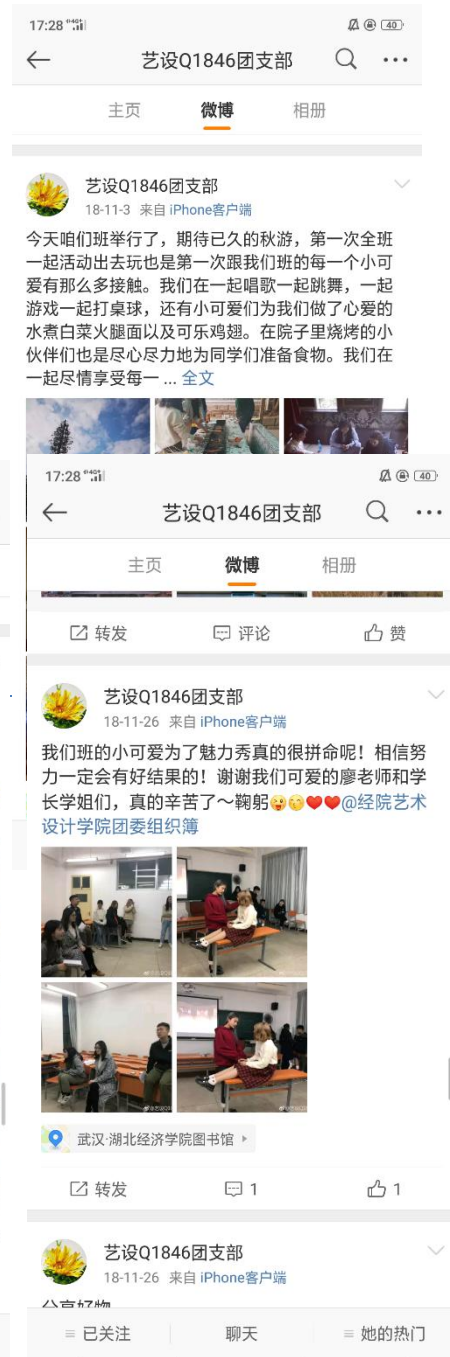 17:28 4G+ 40
艺设Q1846团支部
主页 微博 相册
艺设Q1846团支部
18-11-3 来自 iPhone客户端
今天咱们班举行了，期待已久的秋游，第一次全班
一起活动出去玩也是第一次跟我们班的每一个小可
爱有那么多接触。我们在一起唱歌一起跳舞，一起
游戏一起打桌球，还有小可爱们为我们做了心爱的
水煮白菜火腿面以及可乐鸡翅。在院子里烧烤的小
伙伴们也是尽心尽力地为同学们准备食物。我们在
一起尽情享受每一 ... 全文
17:28 4G+ 40
艺设Q1846团支部
主页 微博 相册
转发 评论 赞
艺设Q1846团支部
18-11-26 来自 iPhone客户端
我们班的小可爱为了魅力秀真的很拼命呢！相信努
力一定会有好结果的！谢谢我们可爱的廖老师和学
长学姐们，真的辛苦了～鞠躬😜😙❤️❤️@经院艺术
设计学院团委组织簿
武汉·湖北经济学院图书馆
转发 1 1
艺设Q1846团支部
18-11-26 来自 iPhone客户端
分享好物
已关注 聊天 她的热门